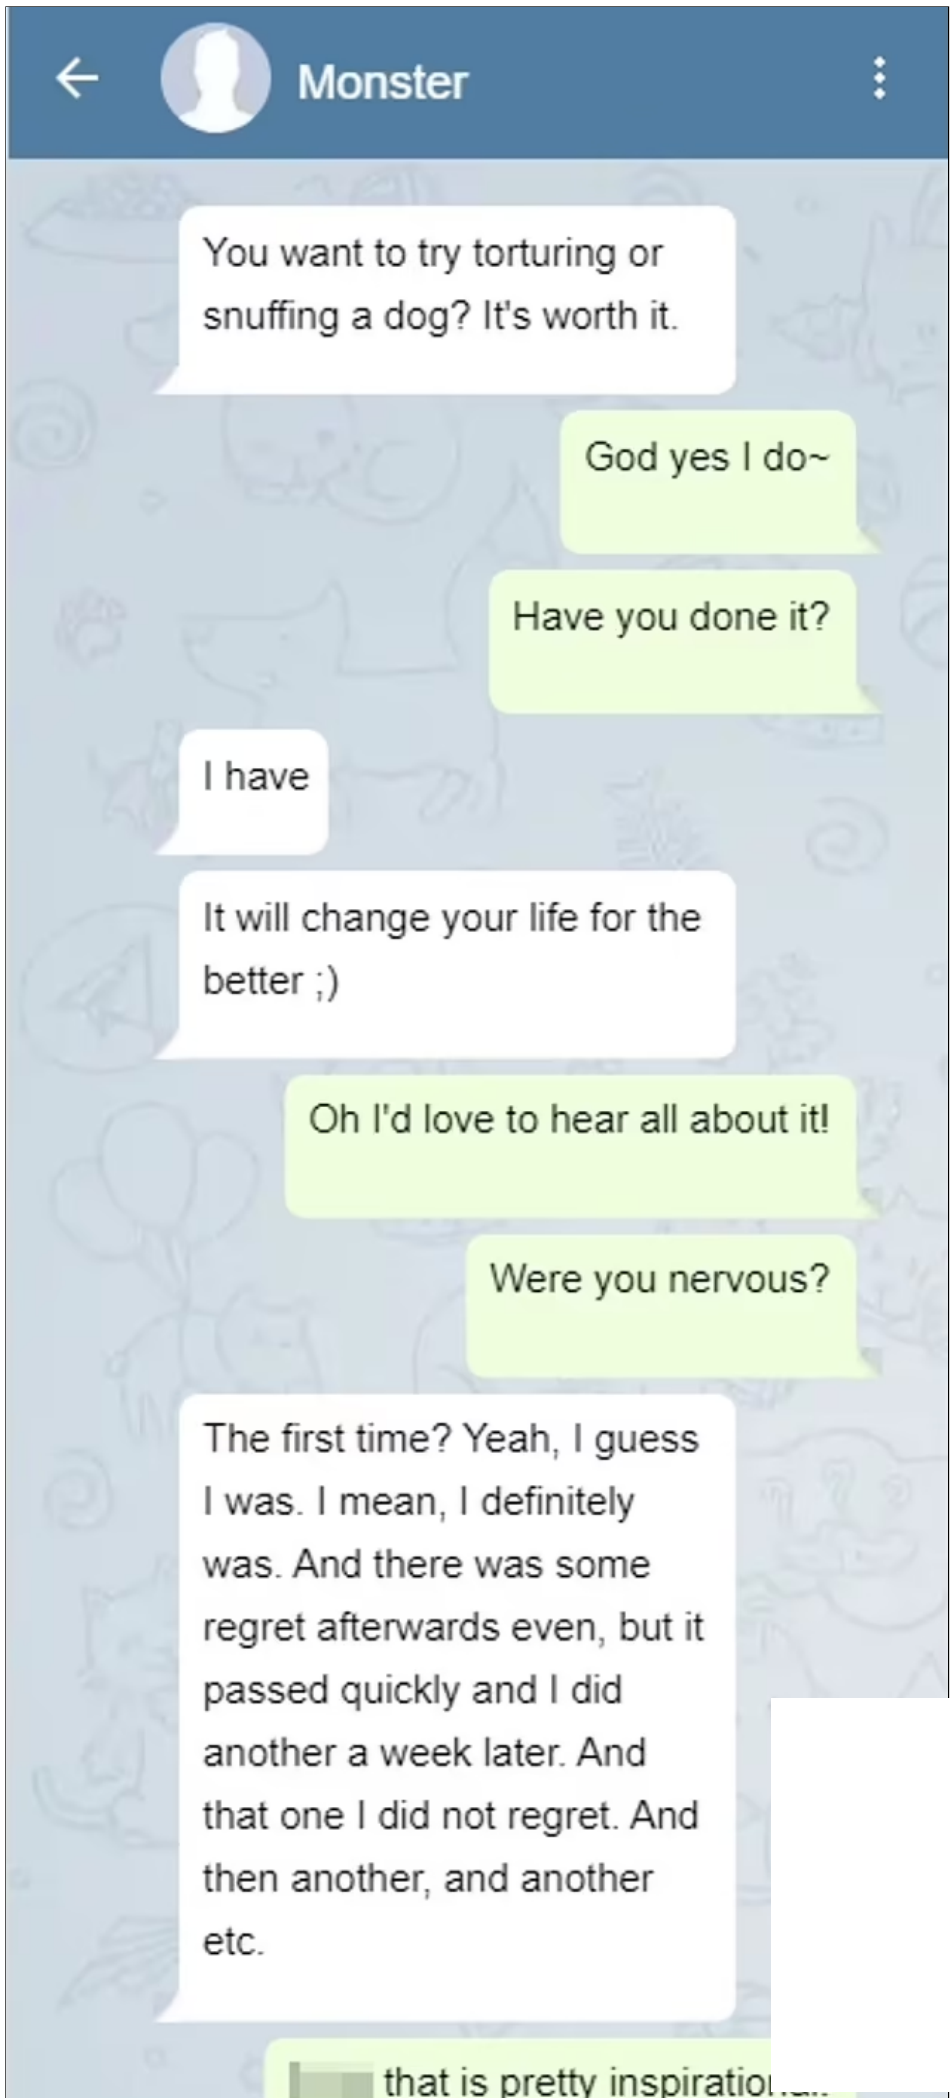 Monster
You want to try torturing or
snuffing a dog? It's worth it.
God yes I do~
Have you done it?
I have
It will change your life for the
better ;)
Oh I'd love to hear all about it!
Were you nervous?
The first time? Yeah, I guess
I was. I mean, I definitely
was. And there was some
regret afterwards even, but it
passed quickly and I did
another a week later. And
that one I did not regret. And
then another, and another
etc.
that is pretty